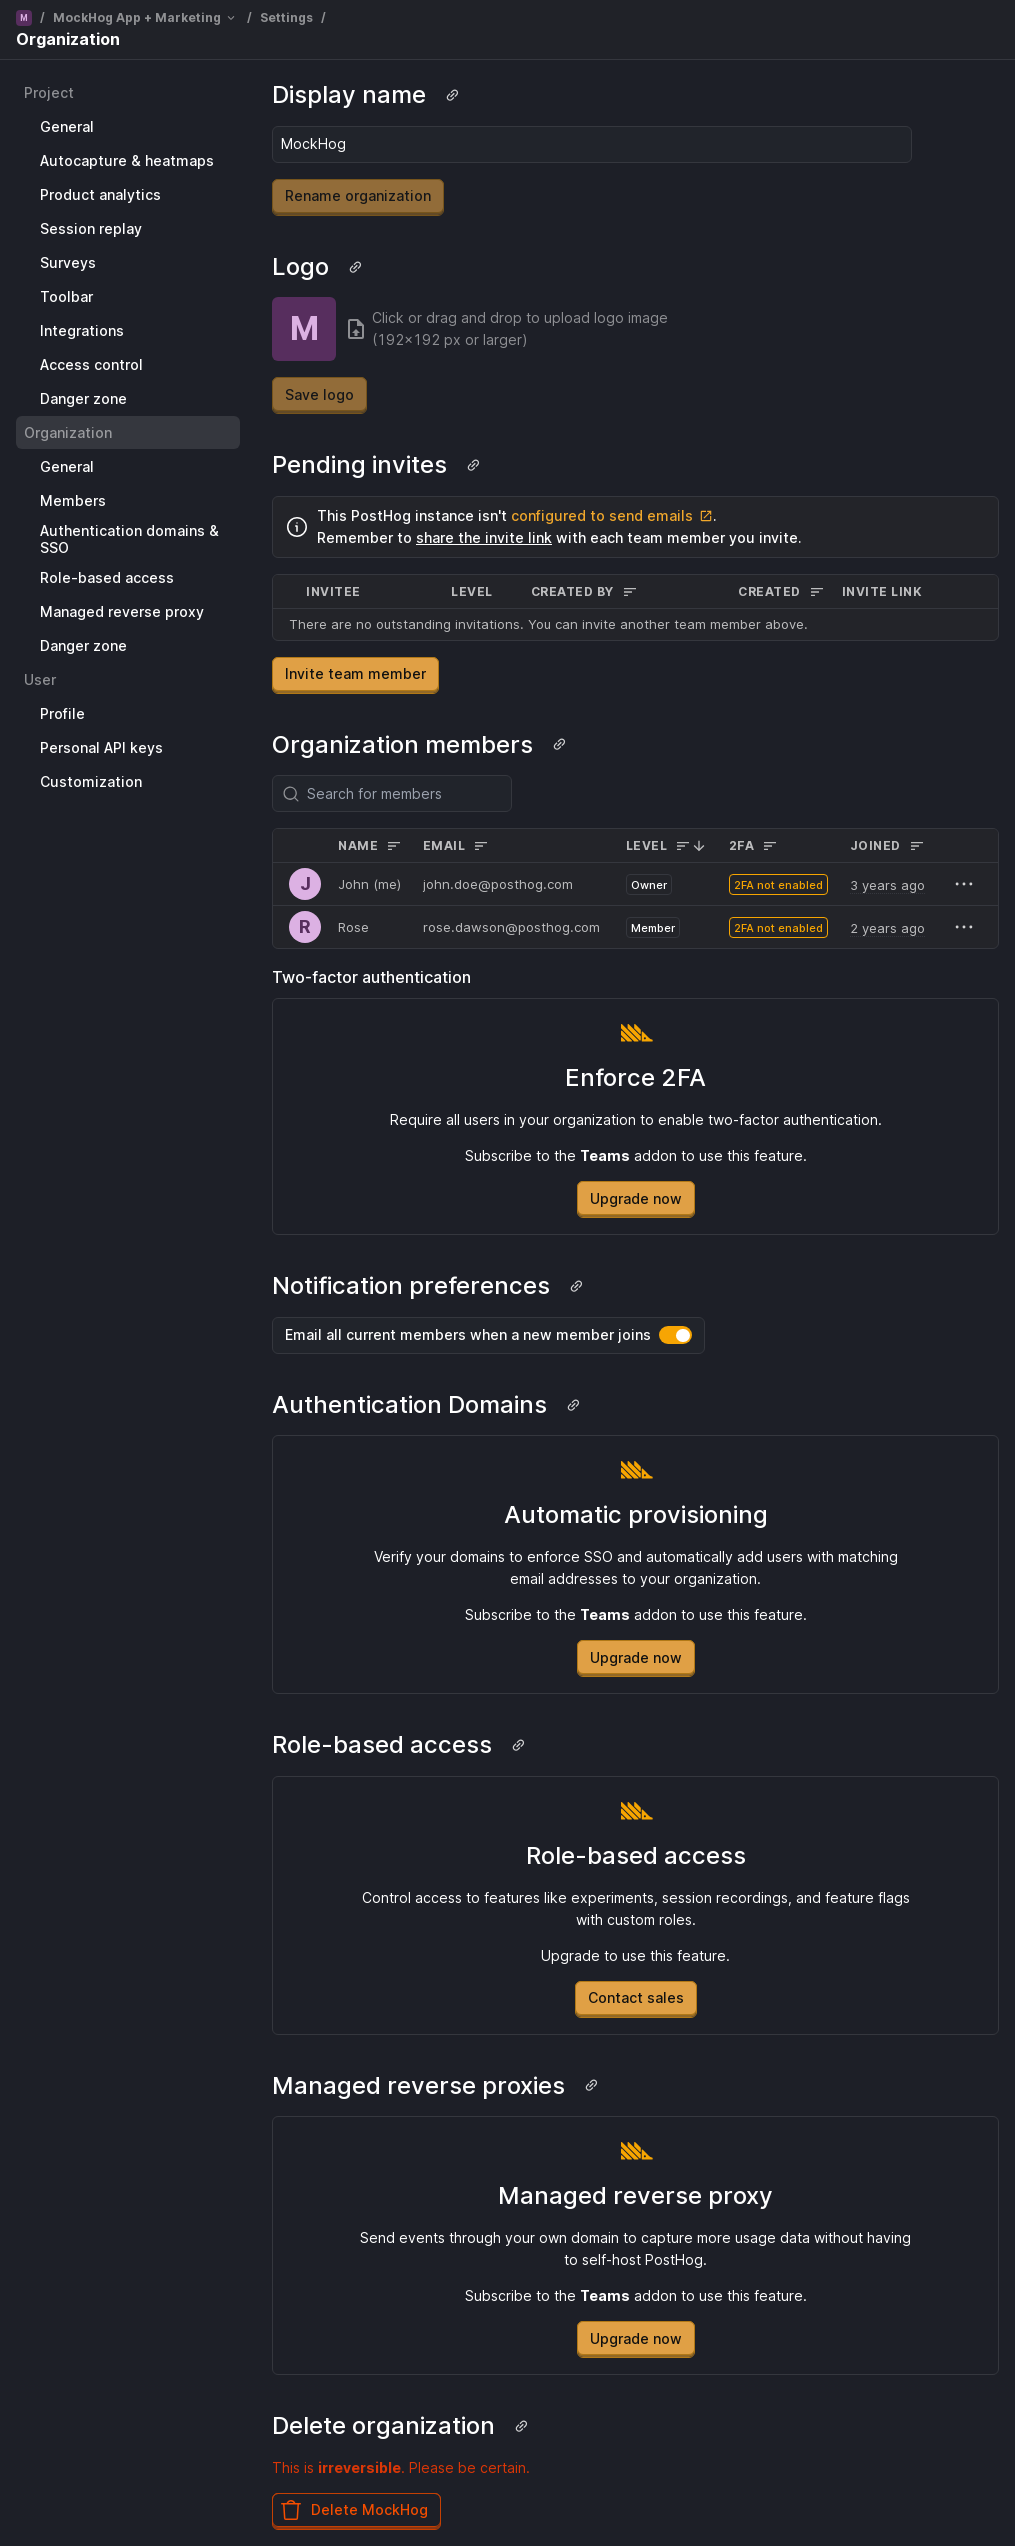 M / MockHog App + Marketing / Settings /
Organization
Project
General
Autocapture & heatmaps
Product analytics
Session replay
Surveys
Toolbar
Integrations
Access control
Danger zone
Organization
General
Members
Authentication domains &
SSO
Role-based access
Managed reverse proxy
Danger zone
User
Profile
Personal API keys
Customization
Display name
MockHog
Rename organization
Logo
M
Click or drag and drop to upload logo image
(192×192 px or larger)
Save logo
Pending invites
This PostHog instance isn't configured to send emails .
Remember to share the invite link with each team member you invite.
INVITEE LEVEL CREATED BY CREATED INVITE LINK
There are no outstanding invitations. You can invite another team member above.
Invite team member
Organization members
Search for members
NAME EMAIL LEVEL 2FA JOINED
J John (me) john.doe@posthog.com Owner 2FA not enabled 3 years ago
R Rose rose.dawson@posthog.com Member 2FA not enabled 2 years ago
Two-factor authentication
Enforce 2FA
Require all users in your organization to enable two-factor authentication.
Subscribe to the Teams addon to use this feature.
Upgrade now
Notification preferences
Email all current members when a new member joins
Authentication Domains
Automatic provisioning
Verify your domains to enforce SSO and automatically add users with matching
email addresses to your organization.
Subscribe to the Teams addon to use this feature.
Upgrade now
Role-based access
Role-based access
Control access to features like experiments, session recordings, and feature flags
with custom roles.
Upgrade to use this feature.
Contact sales
Managed reverse proxies
Managed reverse proxy
Send events through your own domain to capture more usage data without having
to self-host PostHog.
Subscribe to the Teams addon to use this feature.
Upgrade now
Delete organization
This is irreversible. Please be certain.
Delete MockHog